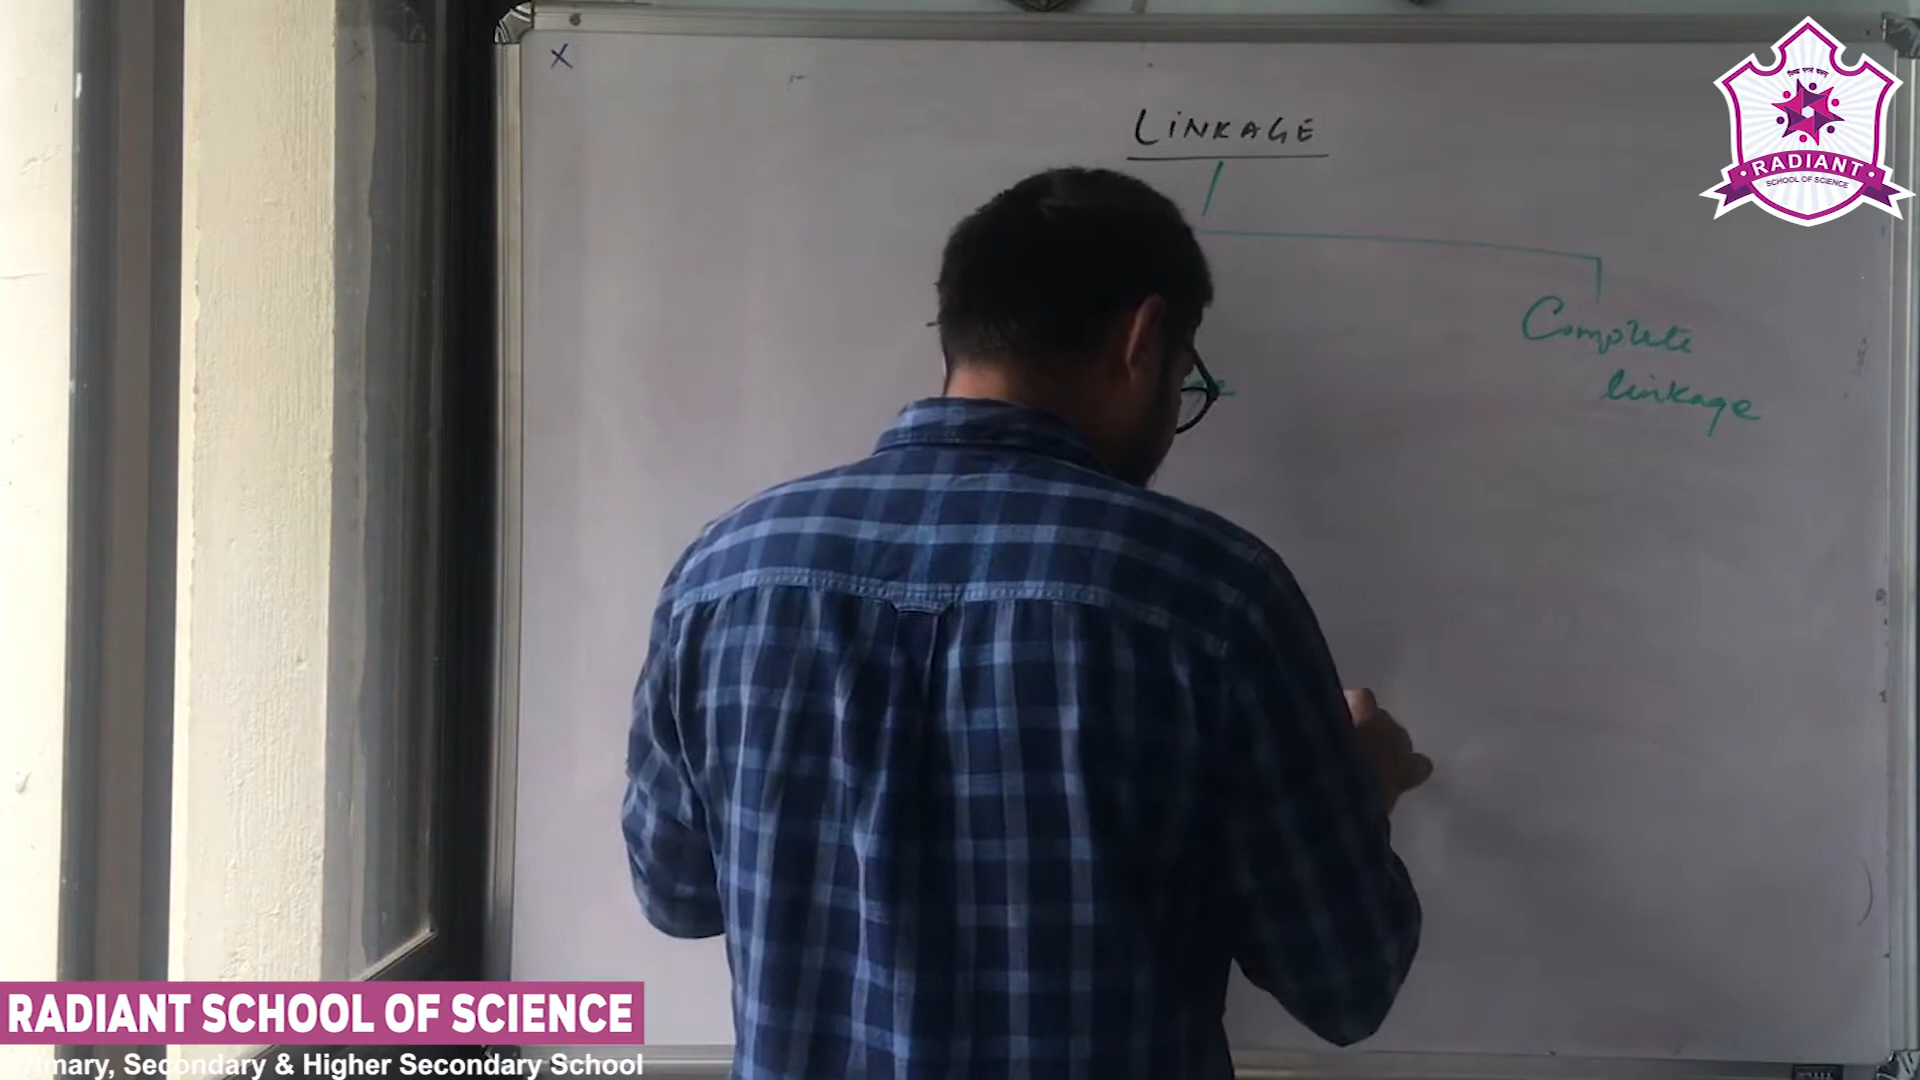 X
LINKAGE
Complete
linkage
RADIANT
SCHOOL OF SCIENCE
RADIANT SCHOOL OF SCIENCE
Primary, Secondary & Higher Secondary School